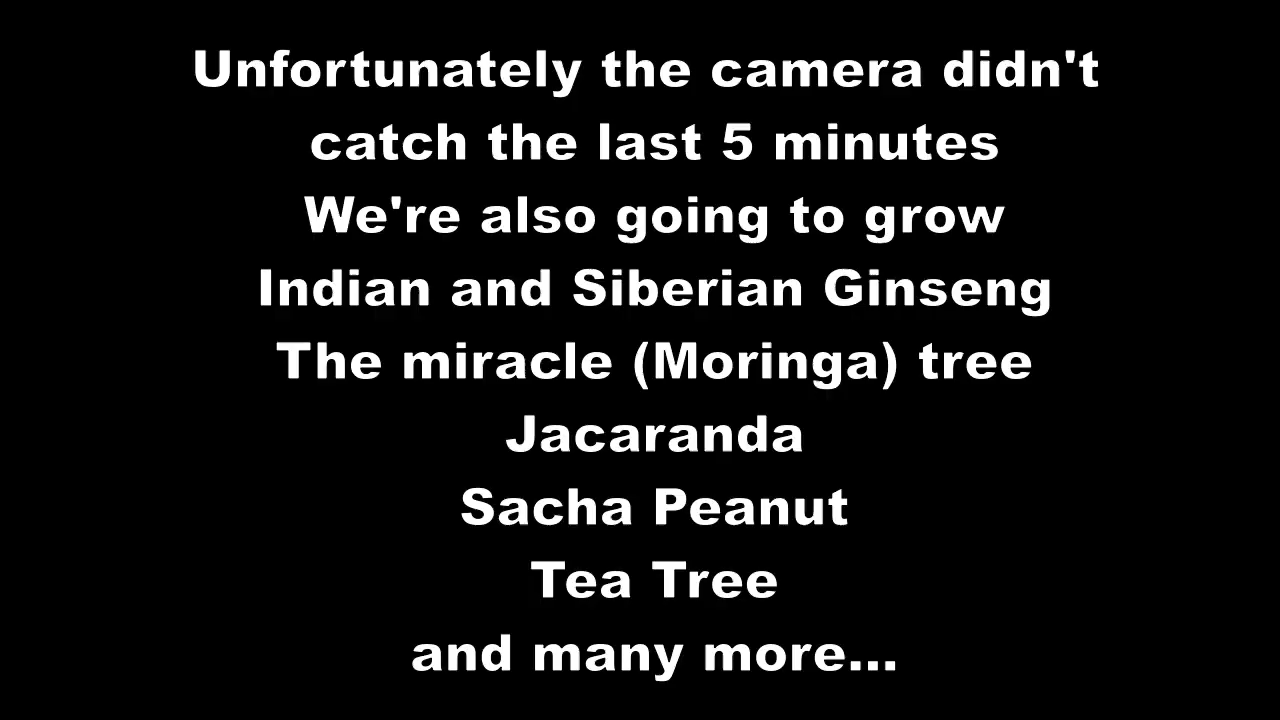 Unfortunately the camera didn't
catch the last 5 minutes
We're also going to grow
Indian and Siberian Ginseng
The miracle (Moringa) tree
Jacaranda
Sacha Peanut
Tea Tree
and many more...